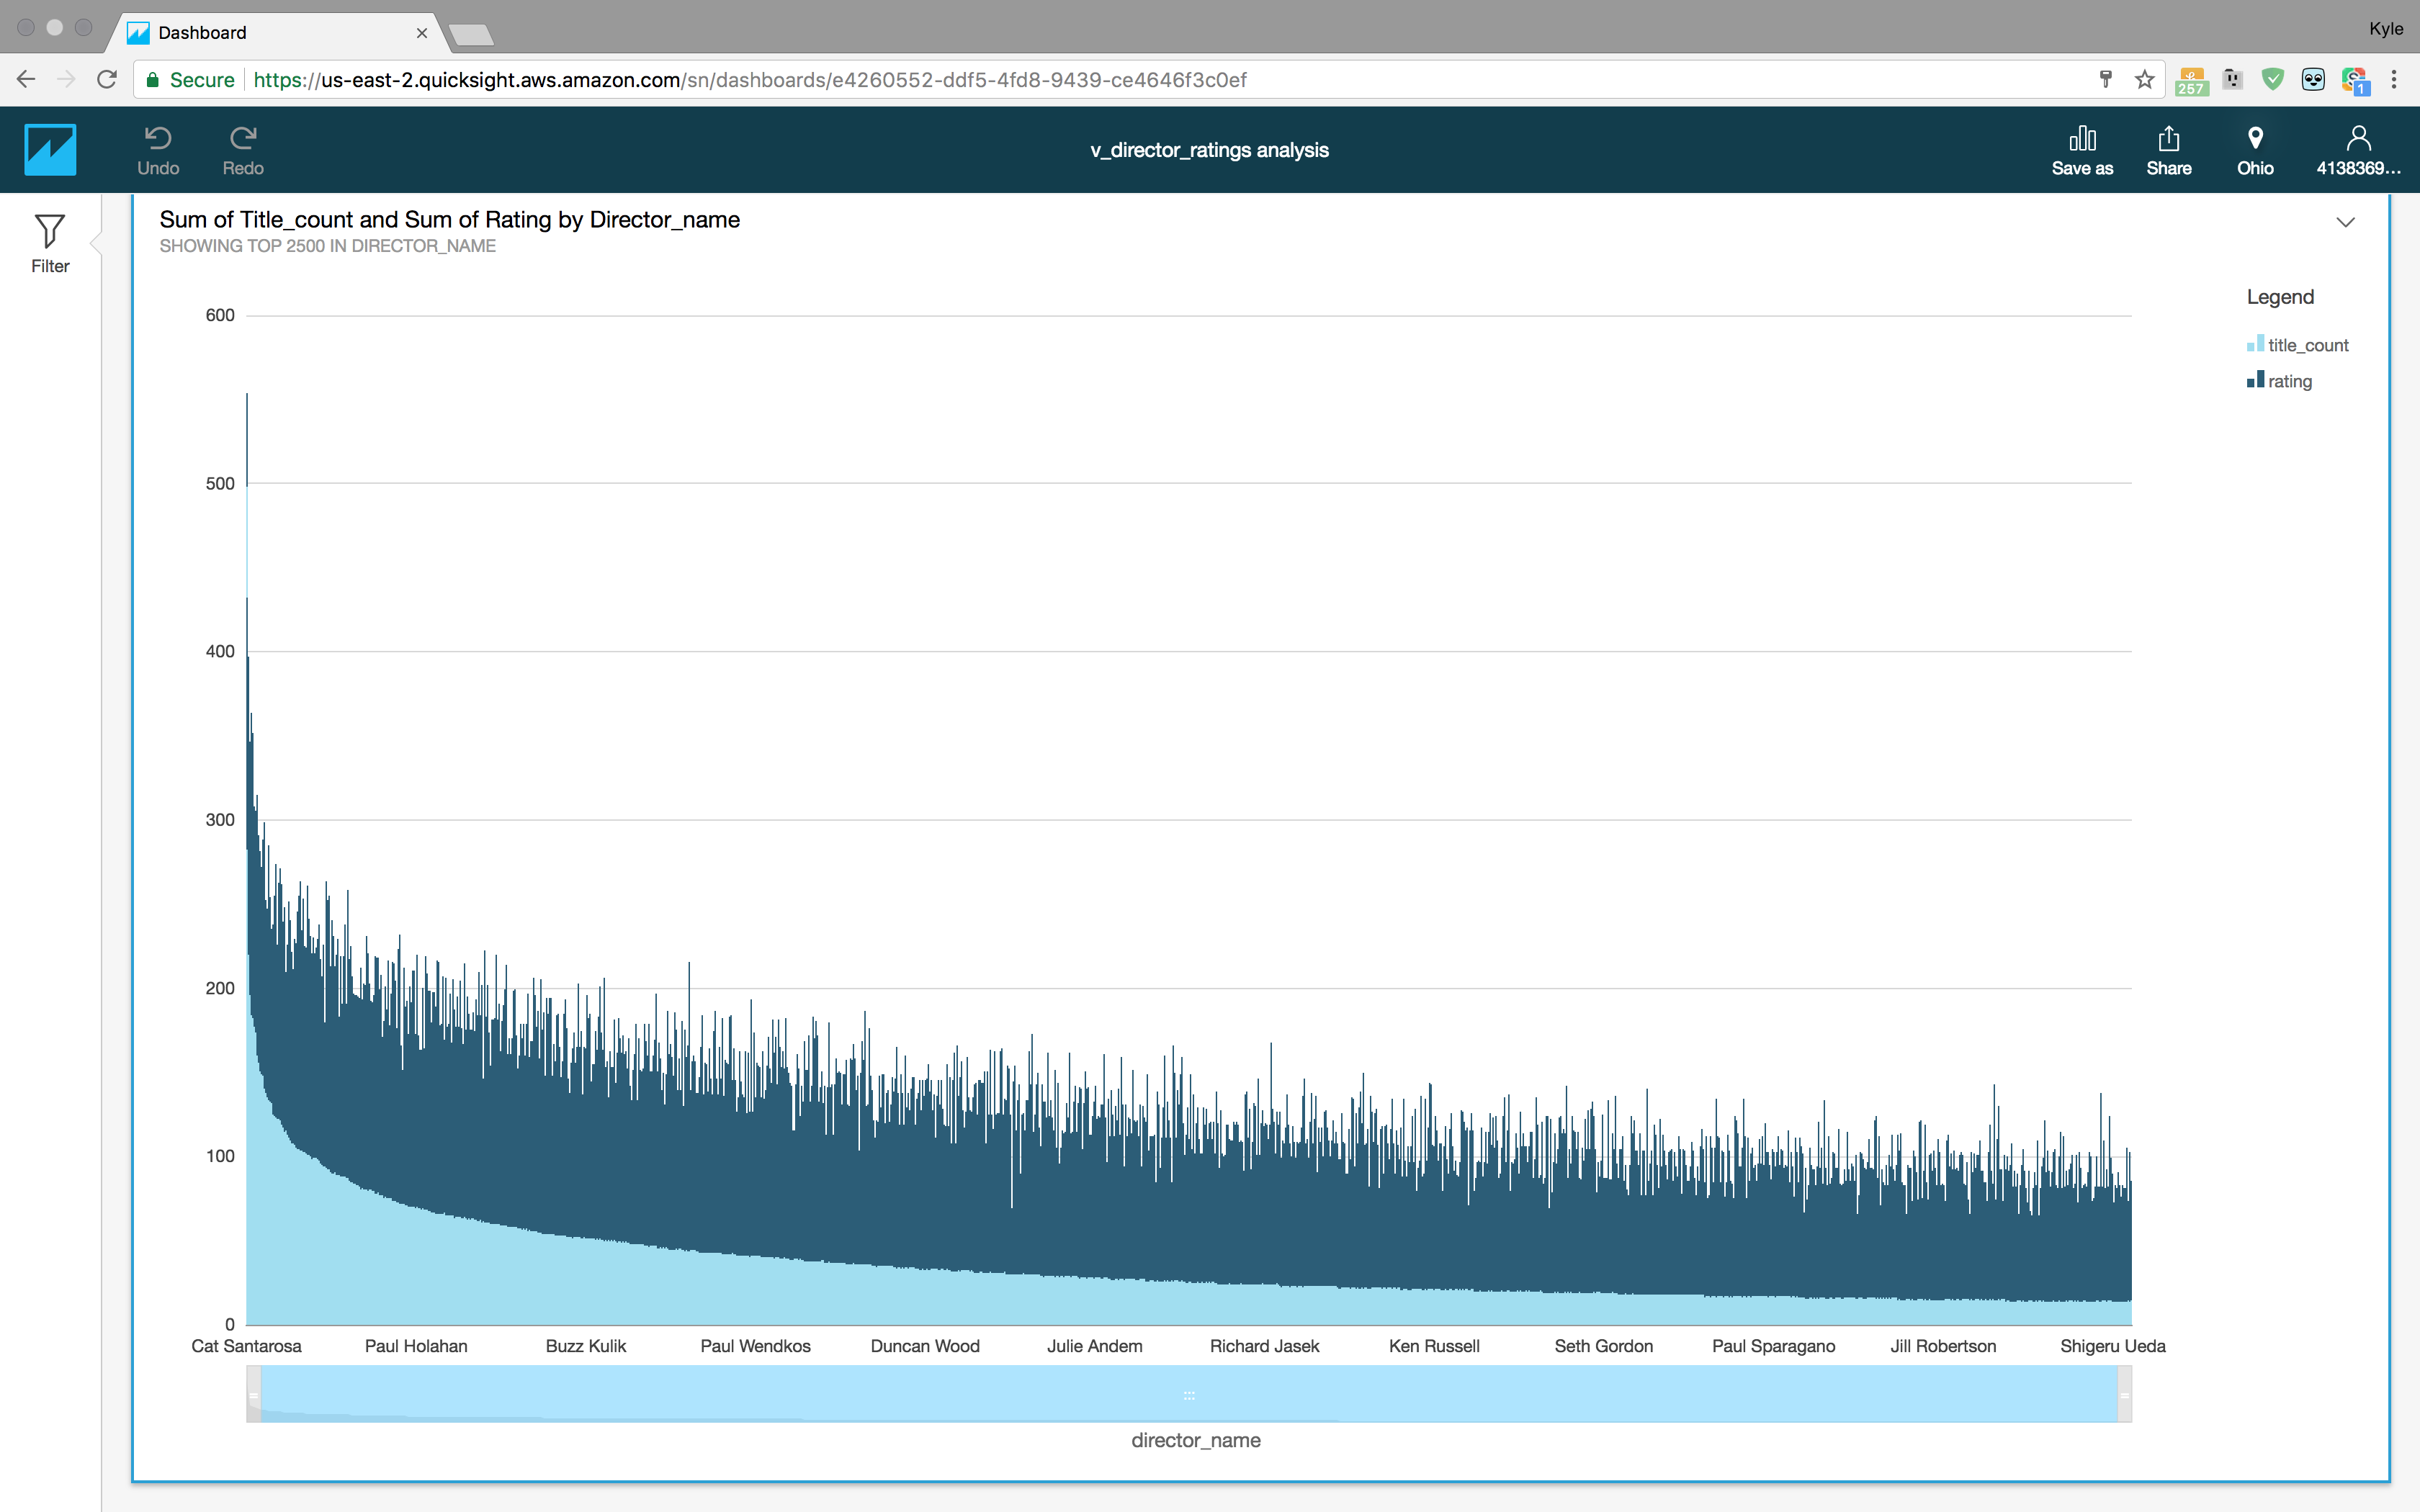 Dashboard
Kyle
Secure https://us-east-2.quicksight.aws.amazon.com/sn/dashboards/e4260552-ddf5-4fd8-9439-ce4646f3c0ef
257
1
Undo
Redo
v_director_ratings analysis
Save as
Share
Ohio
4138369...
Filter
Sum of Title_count and Sum of Rating by Director_name
SHOWING TOP 2500 IN DIRECTOR_NAME
Legend
title_count
rating
600
500
400
300
200
100
0
Cat Santarosa
Paul Holahan
Buzz Kulik
Paul Wendkos
Duncan Wood
Julie Andem
Richard Jasek
Ken Russell
Seth Gordon
Paul Sparagano
Jill Robertson
Shigeru Ueda
director_name